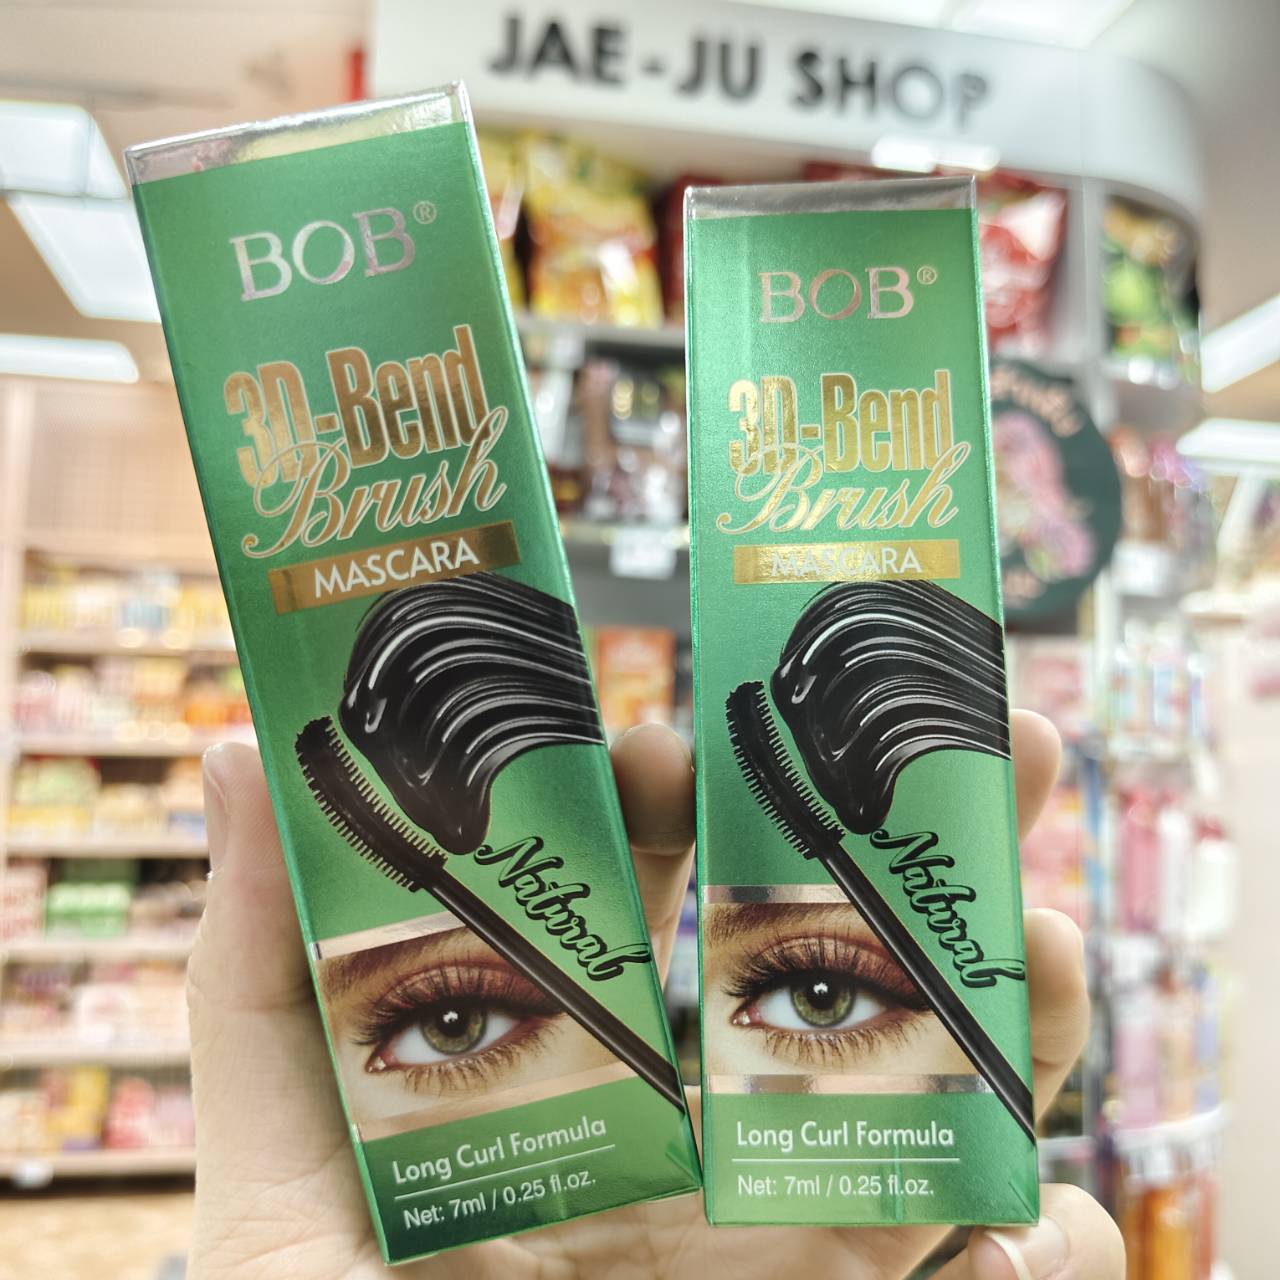 JAE-JU SHOP
BOB®
3D-Bend
Brush
MASCARA
Natural
Long Curl Formula
Net: 7ml / 0.25 fl.oz.
BOB®
3D-Bend
Brush
MASCARA
Natural
Long Curl Formula
Net: 7ml / 0.25 fl.oz.